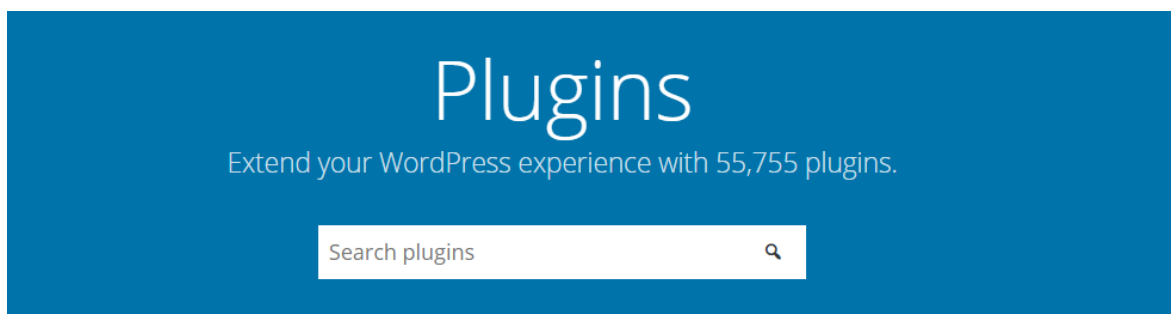 Plugins
Extend your WordPress experience with 55,755 plugins.
Search plugins